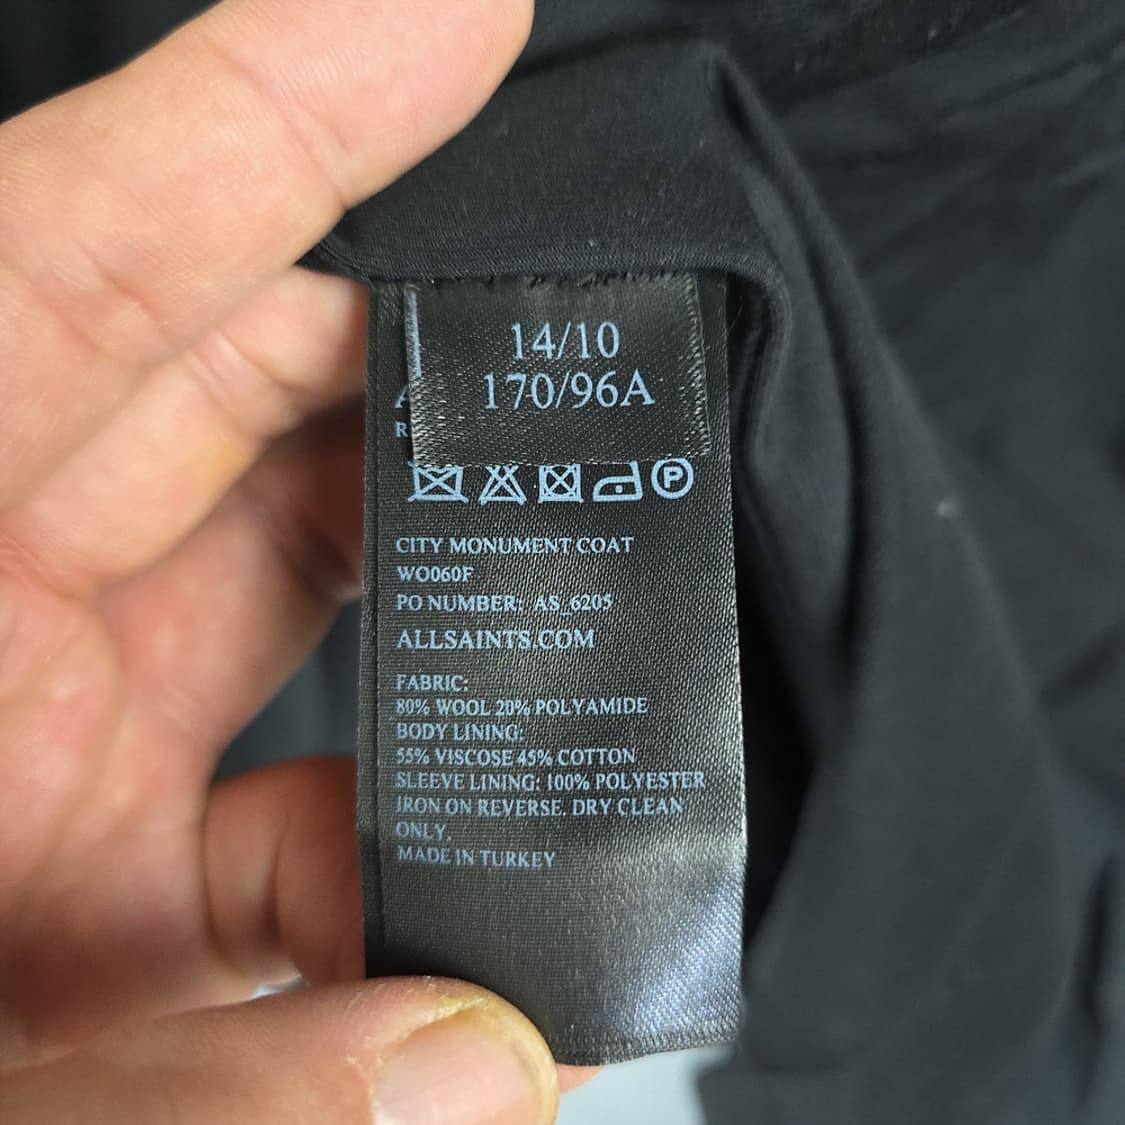 14/10
170/96A
P
CITY MONUMENT COAT
WO060F
PO NUMBER: AS_6205
ALLSAINTS.COM
FABRIC:
80% WOOL 20% POLYAMIDE
BODY LINING:
55% VISCOSE 45% COTTON
SLEEVE LINING: 100% POLYESTER
IRON ON REVERSE. DRY CLEAN
ONLY.
MADE IN TURKEY